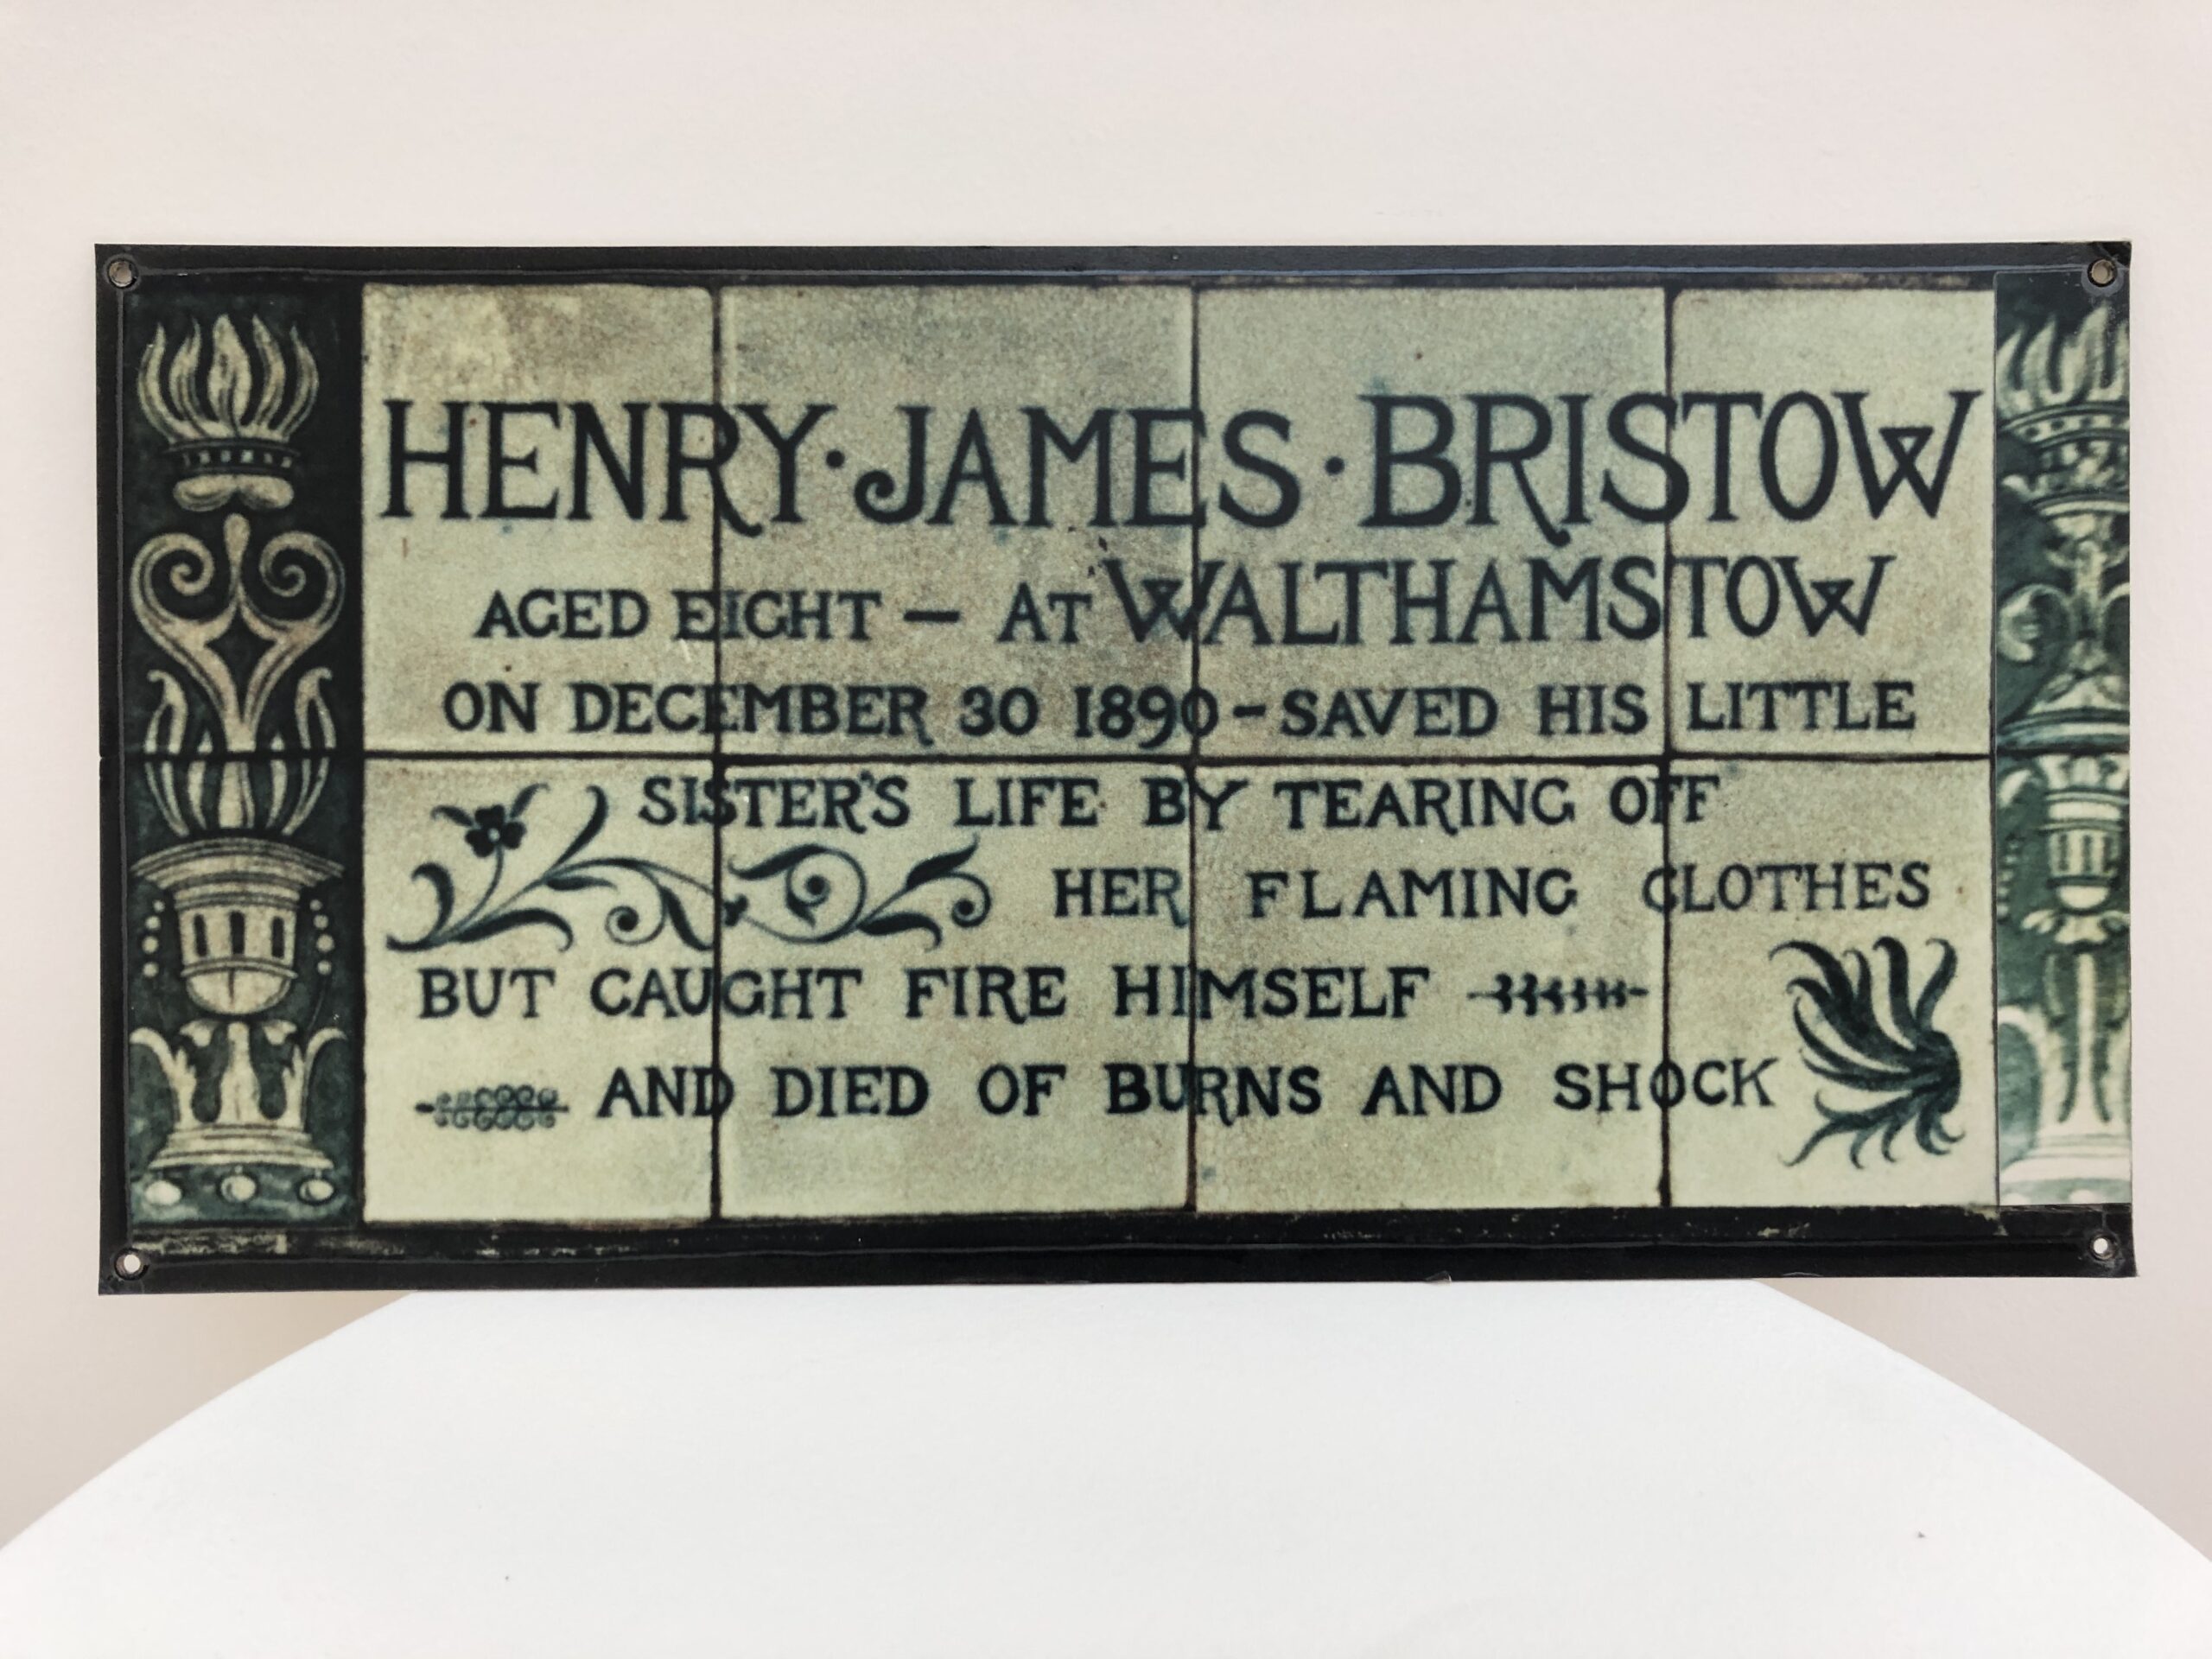 HENRY·JAMES·BRISTOW
AGED EIGHT — AT WALTHAMSTOW
ON DECEMBER 30 1890 - SAVED HIS LITTLE
SISTER'S LIFE BY TEARING OFF
HER FLAMING CLOTHES
BUT CAUGHT FIRE HIMSELF
AND DIED OF BURNS AND SHOCK